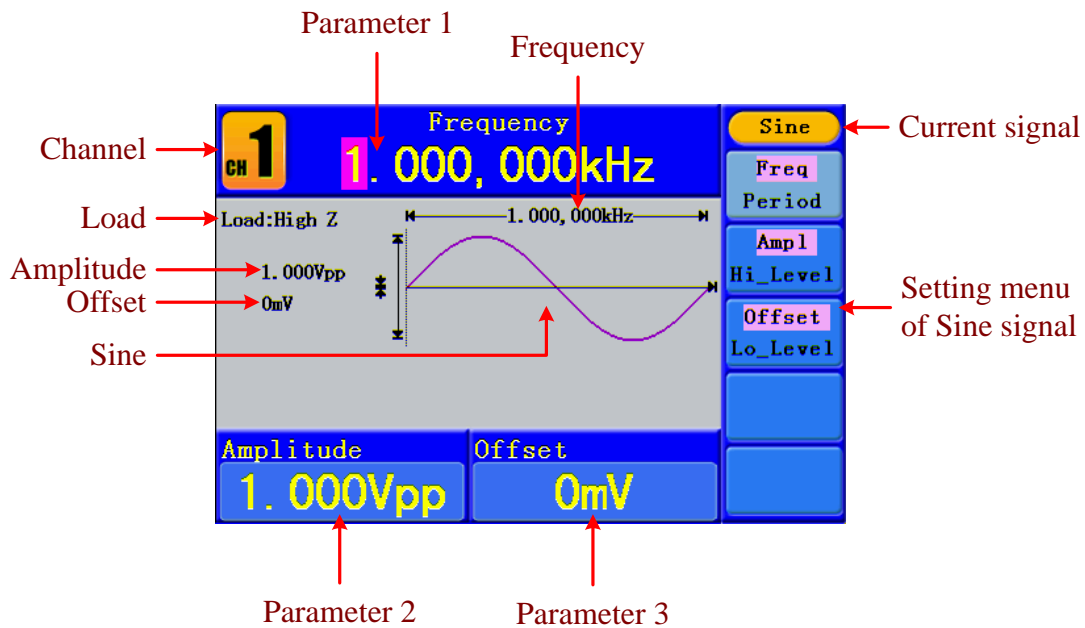 Parameter 1
Frequency
Channel
CH 1
Frequency
1.000,000kHz
Sine
Current signal
Freq
Period
Load
Load:High Z
1.000,000kHz
Ampl
Hi_Level
Amplitude
1.000Vpp
Offset
0mV
Setting menu
of Sine signal
Offset
Lo_Level
Sine
Amplitude
1.000Vpp
Offset
0mV
Parameter 2
Parameter 3